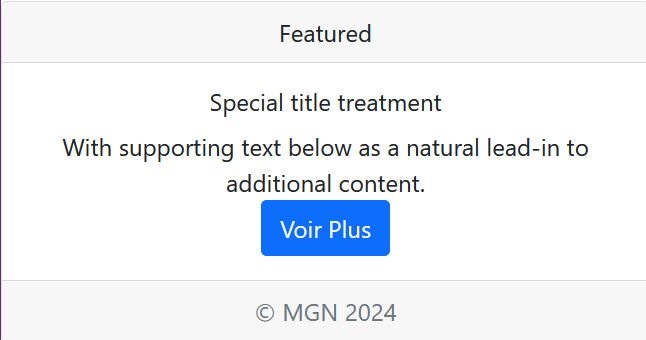 Featured
Special title treatment
With supporting text below as a natural lead-in to
additional content.
Voir Plus
© MGN 2024